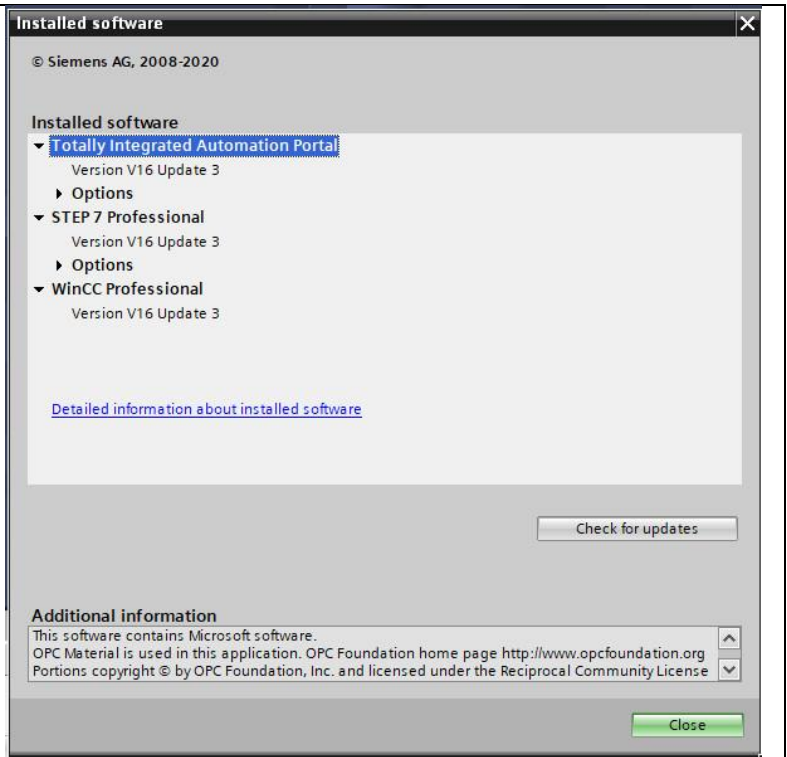 Installed software
© Siemens AG, 2008-2020
Installed software
Totally Integrated Automation Portal
Version V16 Update 3
Options
STEP 7 Professional
Version V16 Update 3
Options
WinCC Professional
Version V16 Update 3
Detailed information about installed software
Check for updates
Additional information
This software contains Microsoft software.
OPC Material is used in this application. OPC Foundation home page http://www.opcfoundation.org
Portions copyright © by OPC Foundation, Inc. and licensed under the Reciprocal Community License
Close